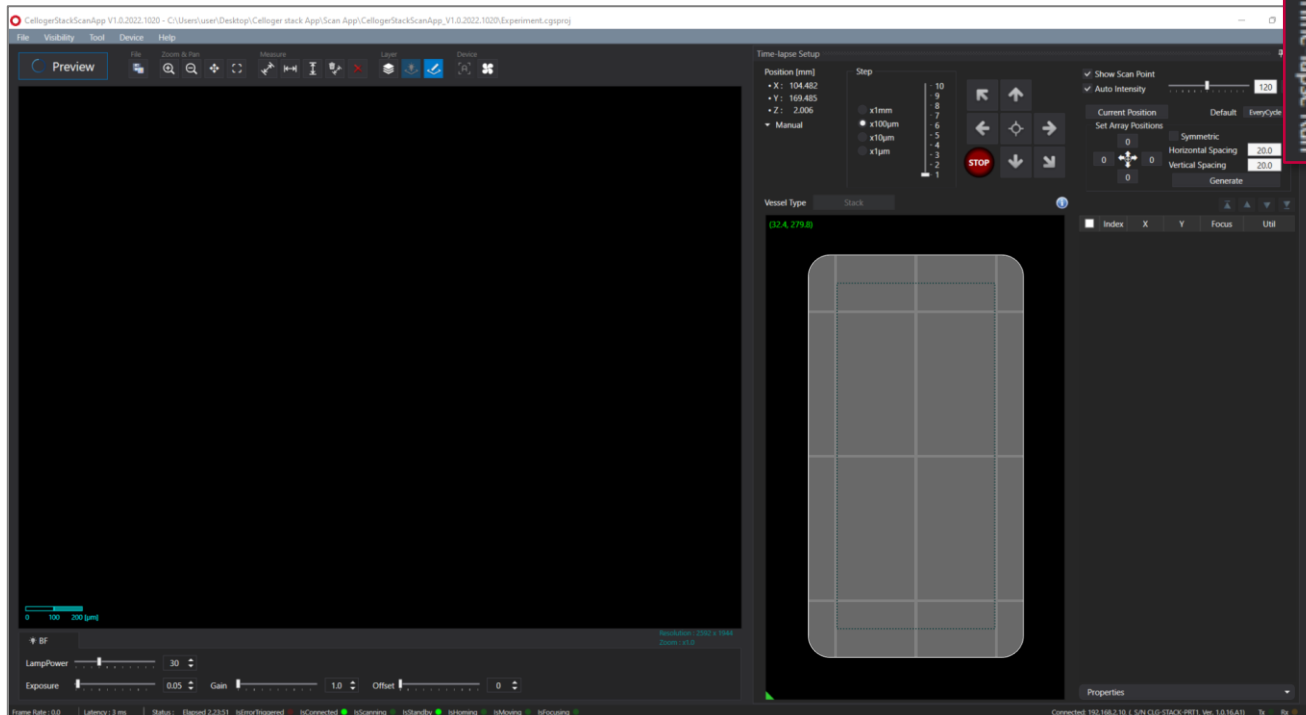 CellogerStackScanApp V1.0.2022.1020 - C:\Users\user\Desktop\Celloger stack App\Scan App\CellogerStackScanApp_V1.0.2022.1020\Experiment.cgsproj
File Visibility Tool Device Help
Preview
File
Zoom & Pan
Measure
Layer
Device
0 100 200 [μm]
Resolution : 2592 x 1944
Zoom : x1.0
BF
LampPower 30
Exposure 0.05 Gain 1.0 Offset 0
Time-lapse Setup
Position [mm]
• X : 104.482
• Y : 169.485
• Z : 2.006
Manual
Step
x1mm
x100μm
x10μm
x1μm
10
9
8
7
6
5
4
3
2
1
STOP
Show Scan Point
Auto Intensity 120
Current Position Default EveryCycle
Set Array Positions
0
0 0
0
Symmetric
Horizontal Spacing 20.0
Vertical Spacing 20.0
Generate
Vessel Type Stack
(32.4, 279.8)
Index X Y Focus Util
Properties
Frame Rate : 0.0 Latency : 3 ms Status : Elapsed 2.23:51 IsErrorTriggered IsConnected IsScanning IsStandby IsHoming IsMoving IsFocusing
Connected: 192.168.2.10, ( S/N CLG-STACK-PRT1, Ver. 1.0.16.A1) Tx Rx